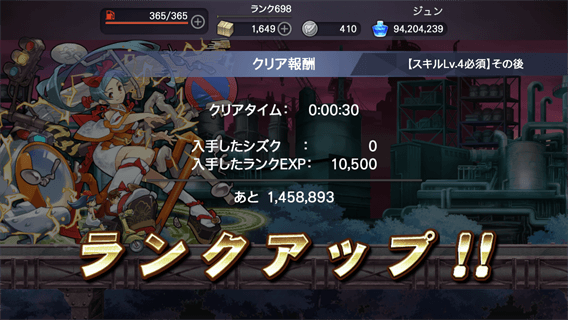 ランク698
365/365
1,649
410
ジュン
94,204,239
クリア報酬
【スキルLv.4必須】その後
クリアタイム： 0:00:30
入手したシズク ： 0
入手したランクEXP： 10,500
あと 1,458,893
ランクアップ!!